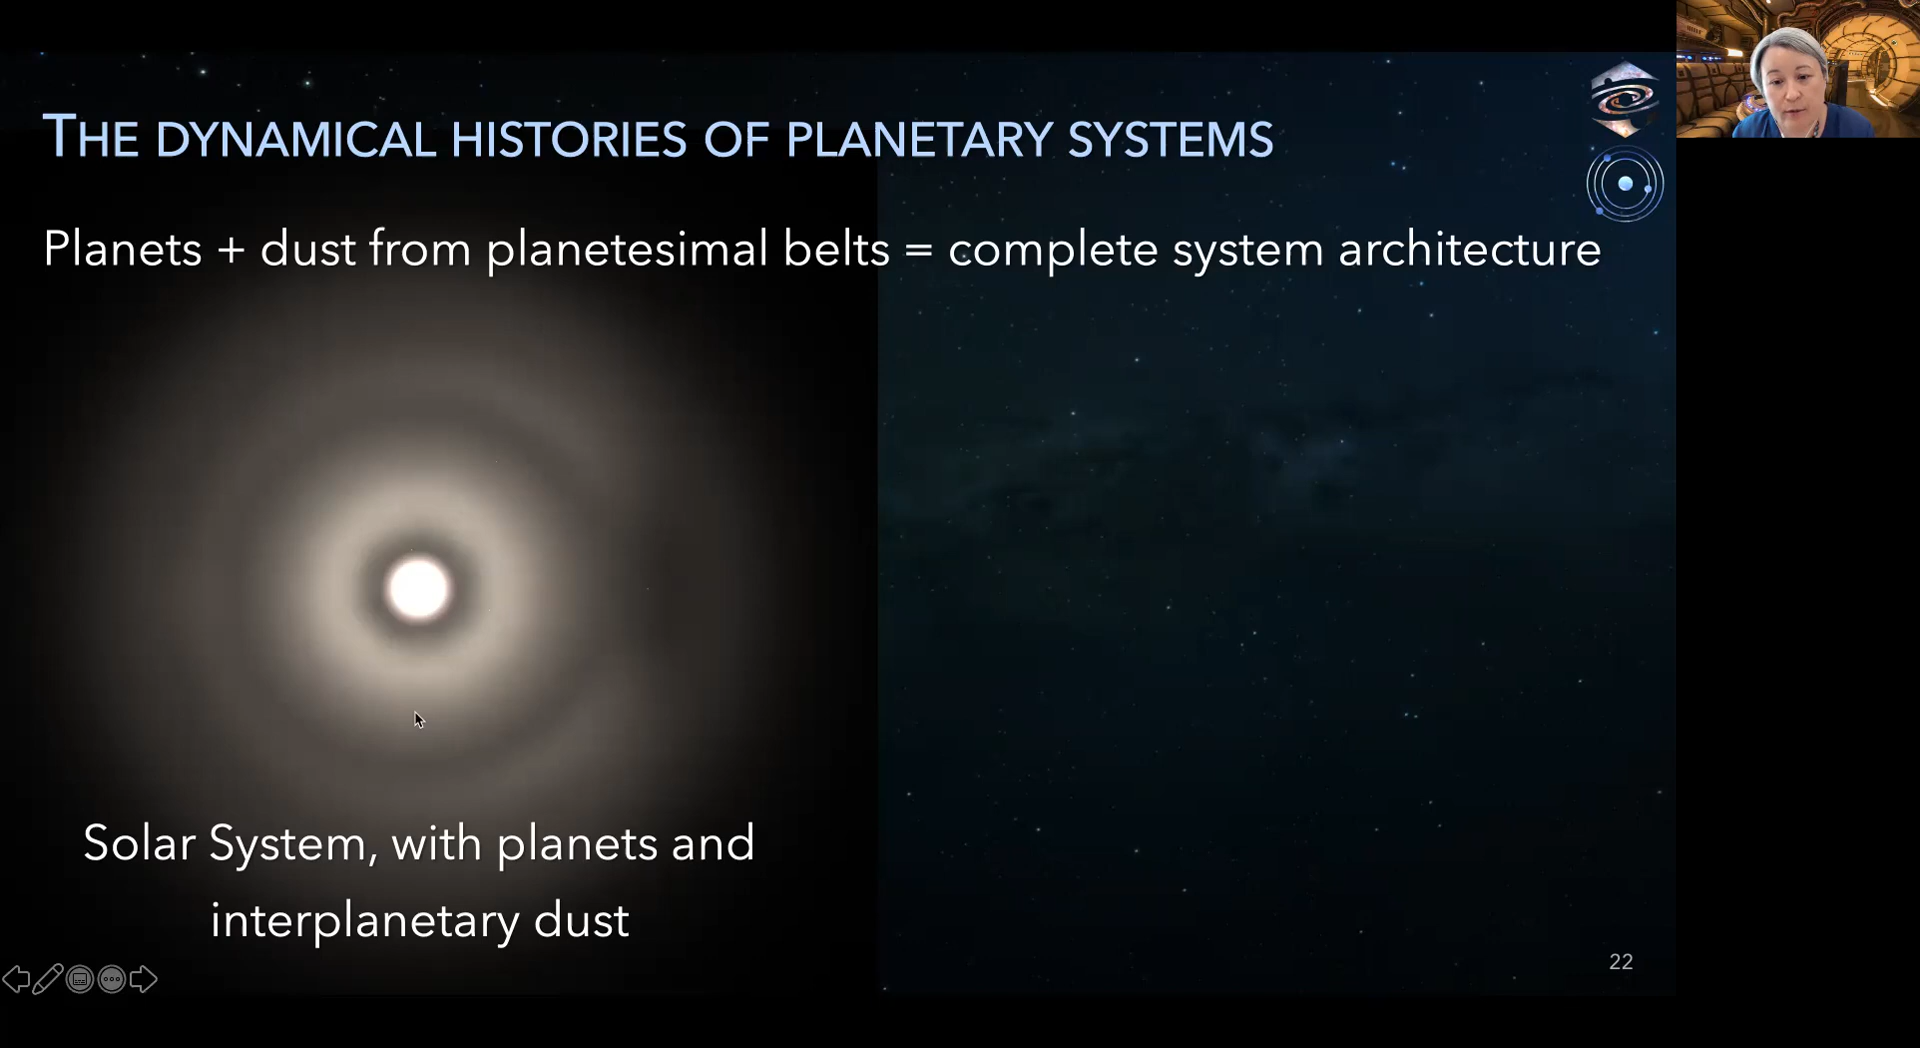 THE DYNAMICAL HISTORIES OF PLANETARY SYSTEMS
Planets + dust from planetesimal belts = complete system architecture
Solar System, with planets and
interplanetary dust
22